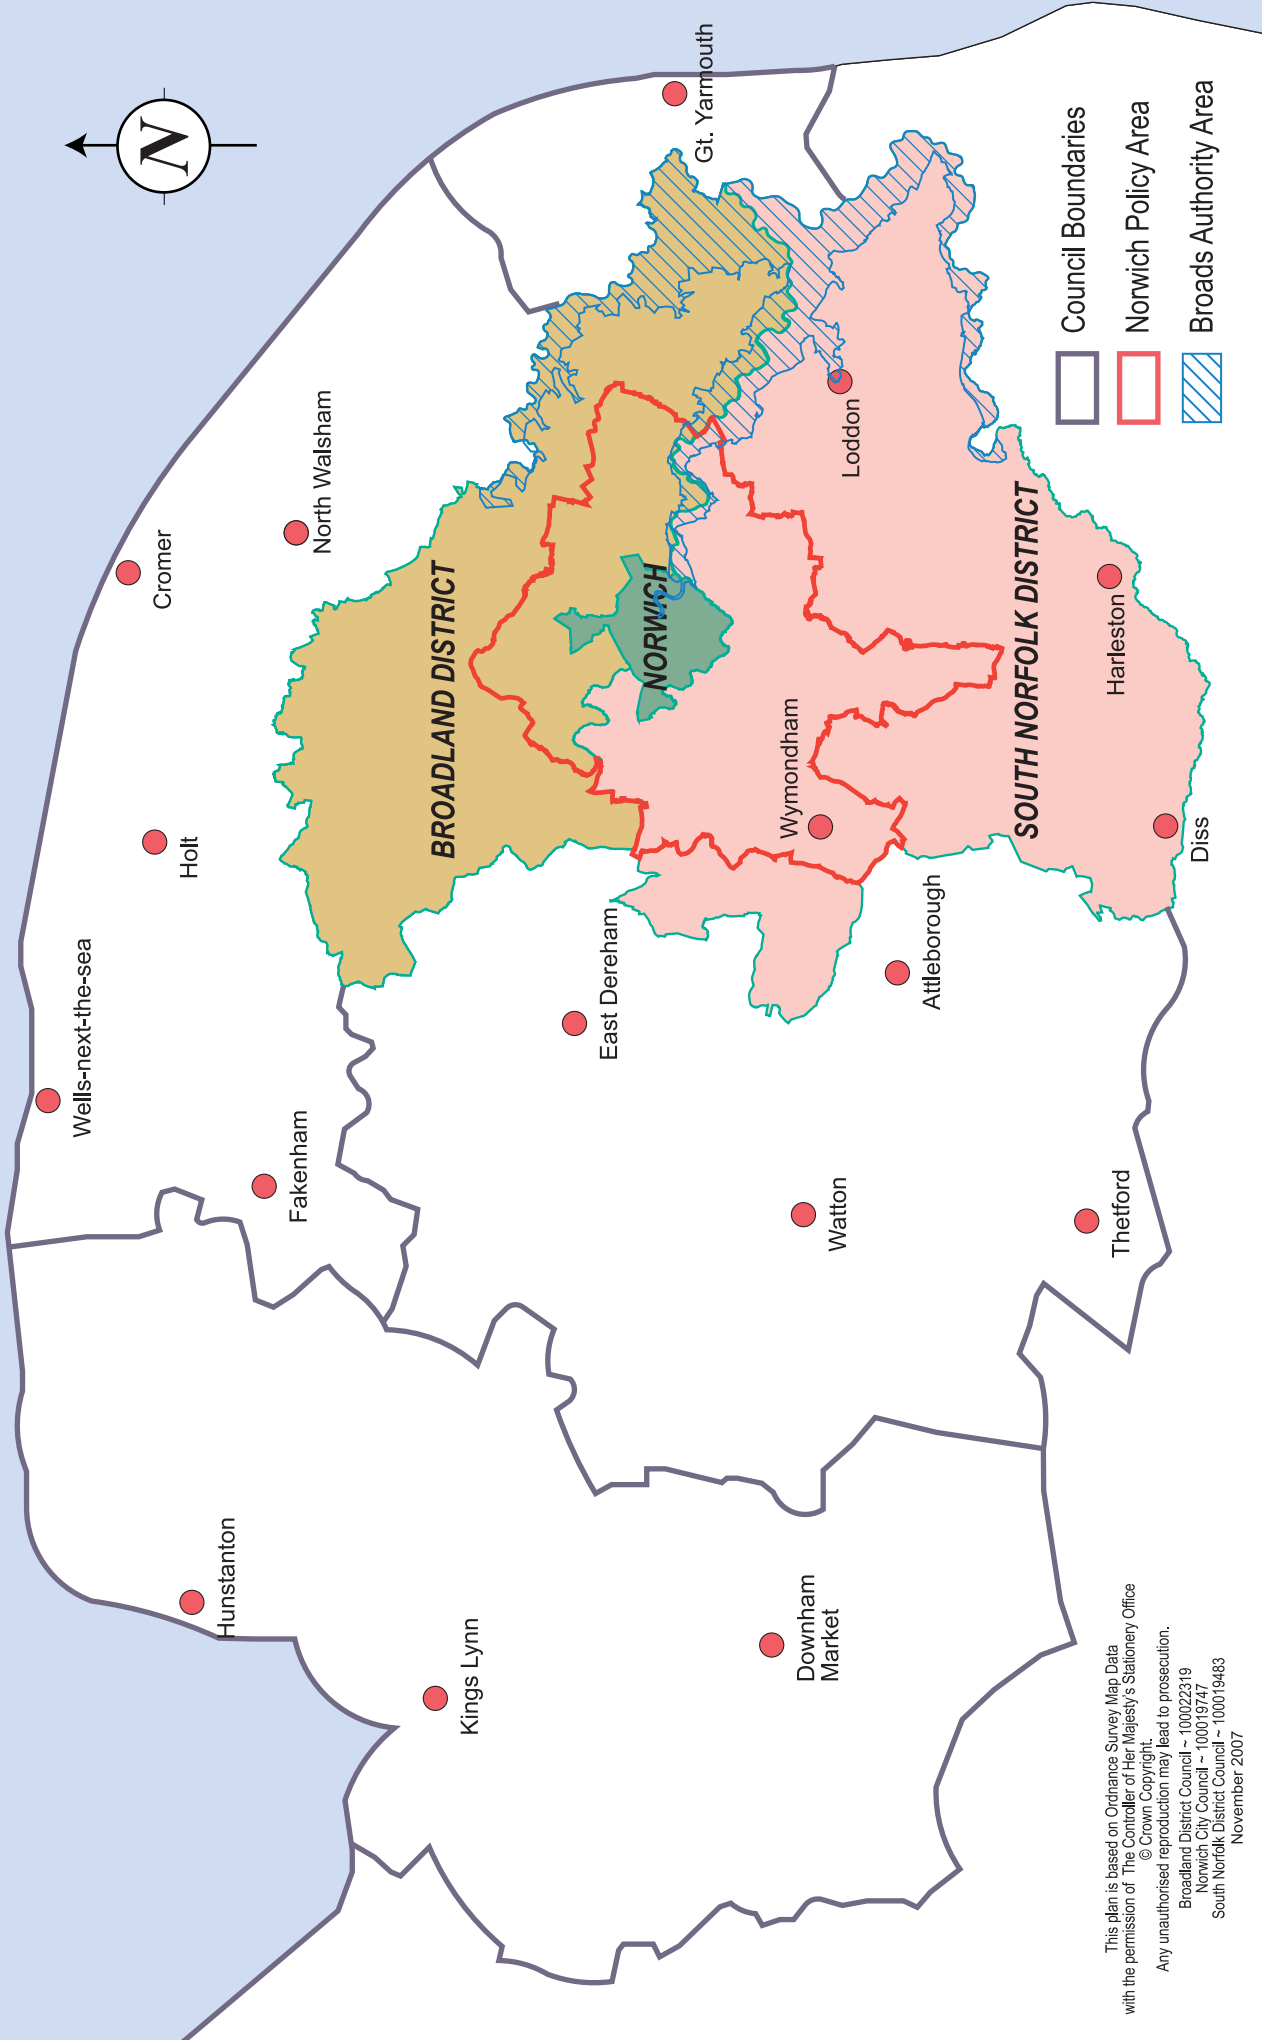 N
Wells-next-the-sea
Cromer
Holt
Hunstanton
Fakenham
North Walsham
Kings Lynn
BROADLAND DISTRICT
East Dereham
NORWICH
Gt. Yarmouth
Downham
Market
Watton
Wymondham
Loddon
Attleborough
SOUTH NORFOLK DISTRICT
Thetford
Harleston
Diss
Council Boundaries
Norwich Policy Area
Broads Authority Area
This plan is based on Ordnance Survey Map Data
with the permission of The Controller of Her Majesty's Stationery Office
© Crown Copyright.
Any unauthorised reproduction may lead to prosecution.
Broadland District Council ~ 100022319
Norwich City Council ~ 100019747
South Norfolk District Council ~ 100019483
November 2007